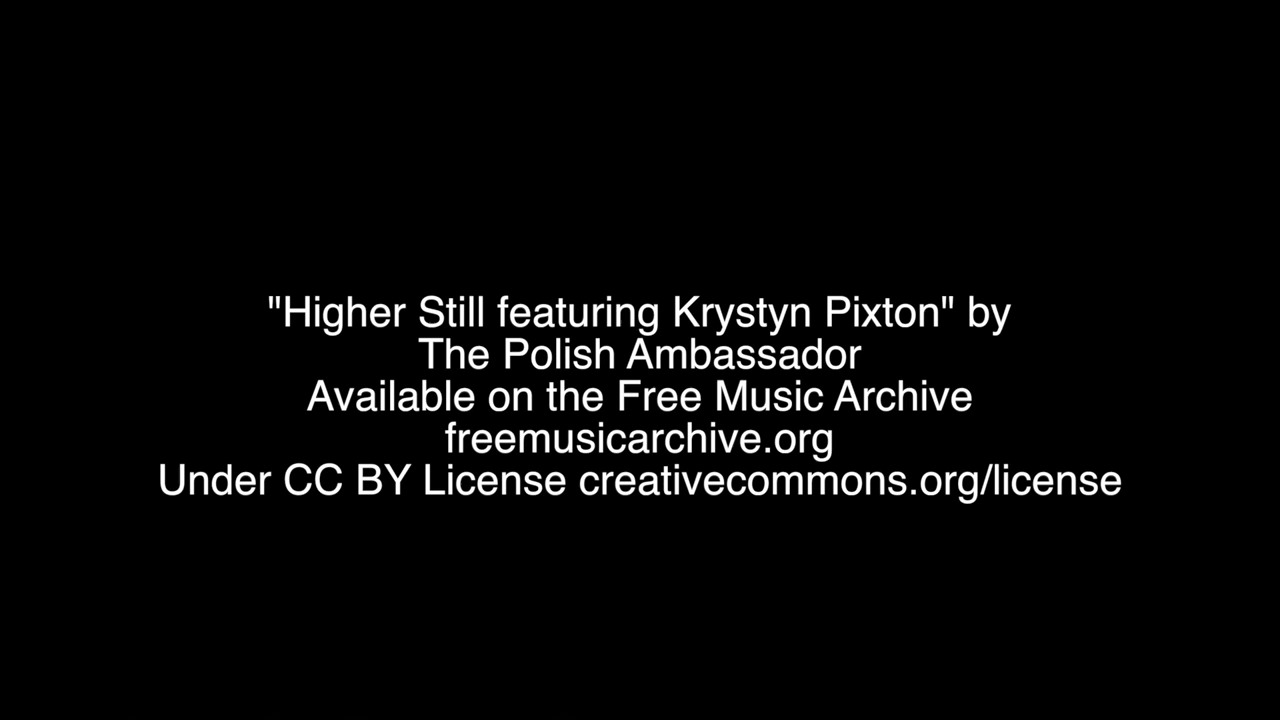 "Higher Still featuring Krystyn Pixton" by
The Polish Ambassador
Available on the Free Music Archive
freemusicarchive.org
Under CC BY License creativecommons.org/license